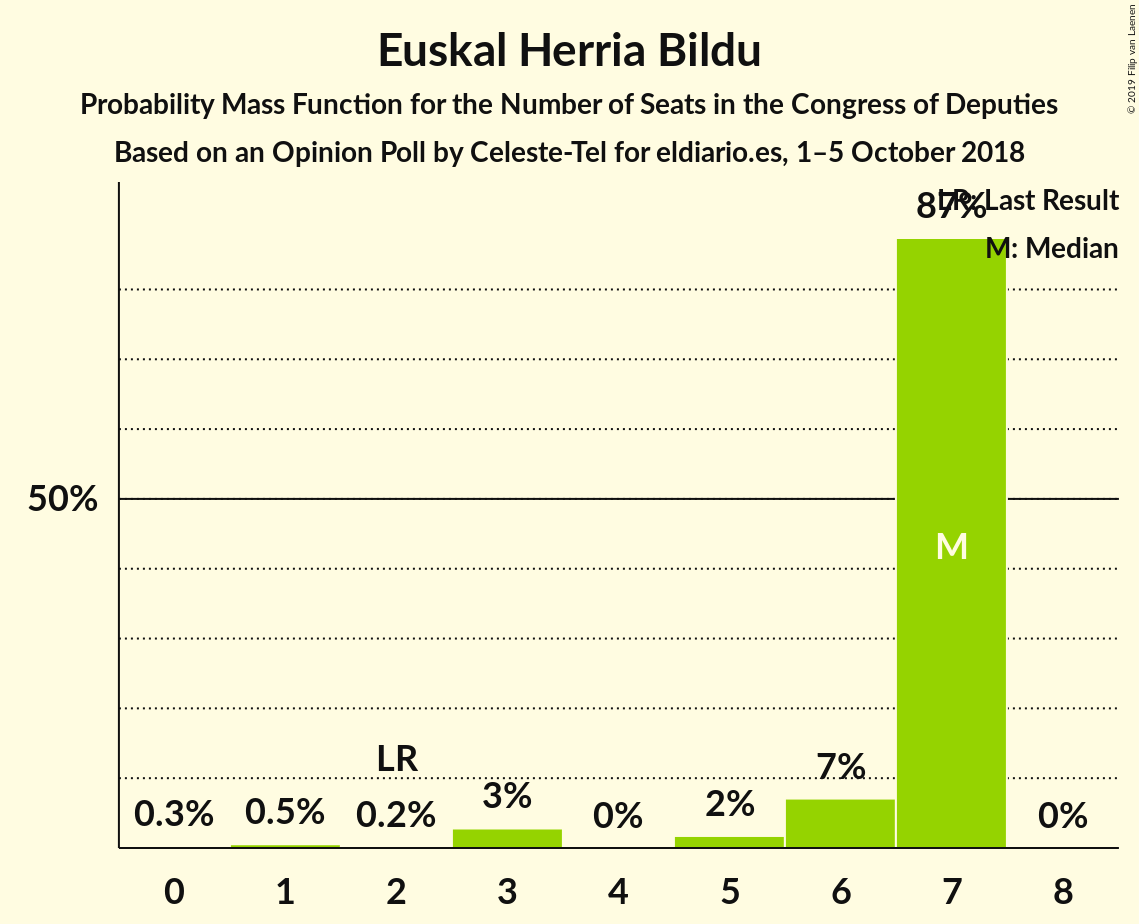 Euskal Herria Bildu
Probability Mass Function for the Number of Seats in the Congress of Deputies
Based on an Opinion Poll by Celeste-Tel for eldiario.es, 1–5 October 2018
© 2019 Filip van Laenen
LR: Last Result
M: Median
87%
50%
M
LR
0.3%
0.5%
0.2%
3%
0%
2%
7%
0%
0 1 2 3 4 5 6 7 8